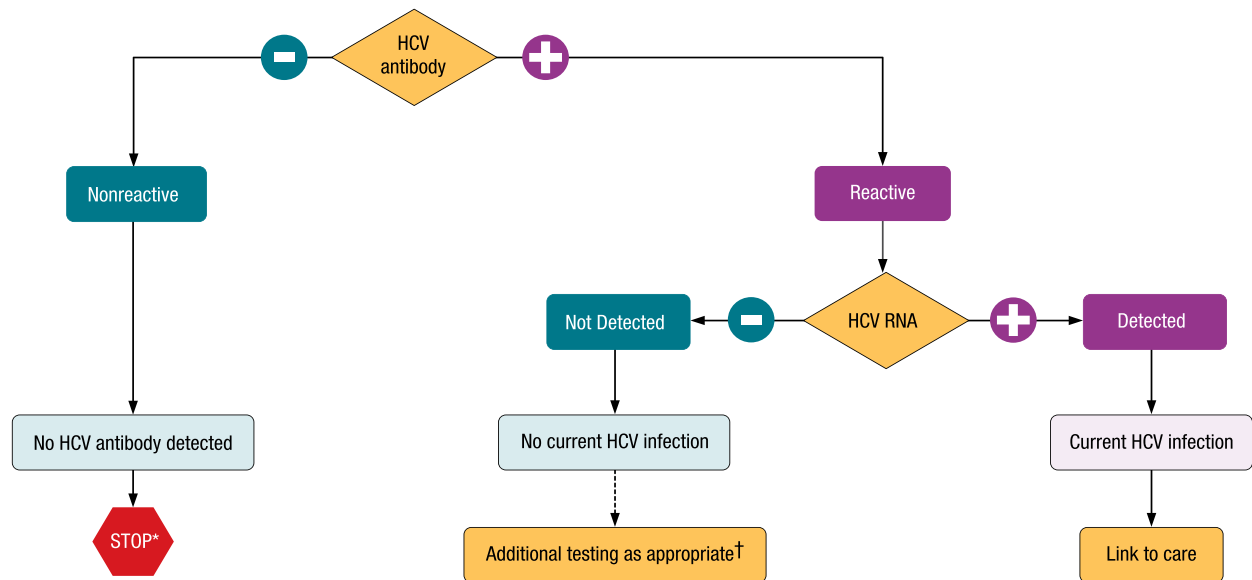 HCV
antibody
Nonreactive
Reactive
Not Detected
HCV RNA
Detected
No HCV antibody detected
No current HCV infection
Current HCV infection
STOP*
Additional testing as appropriate†
Link to care